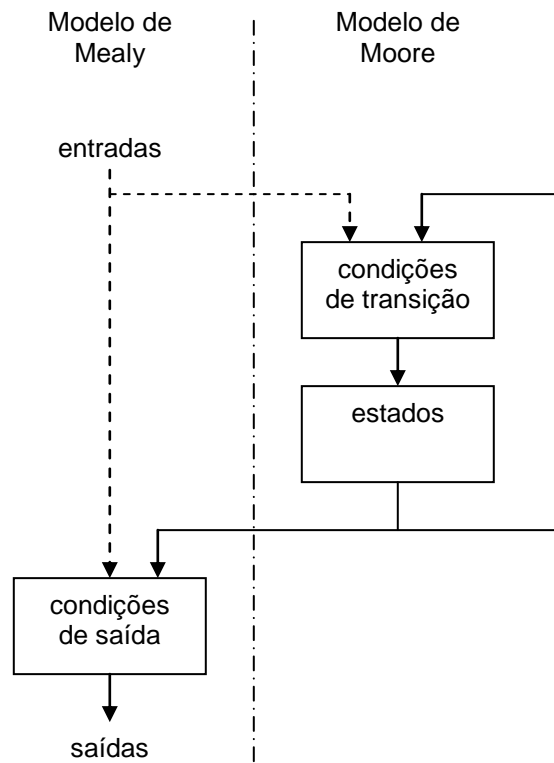 Modelo de
Mealy
Modelo de
Moore
entradas
condições
de transição
estados
condições
de saída
saídas